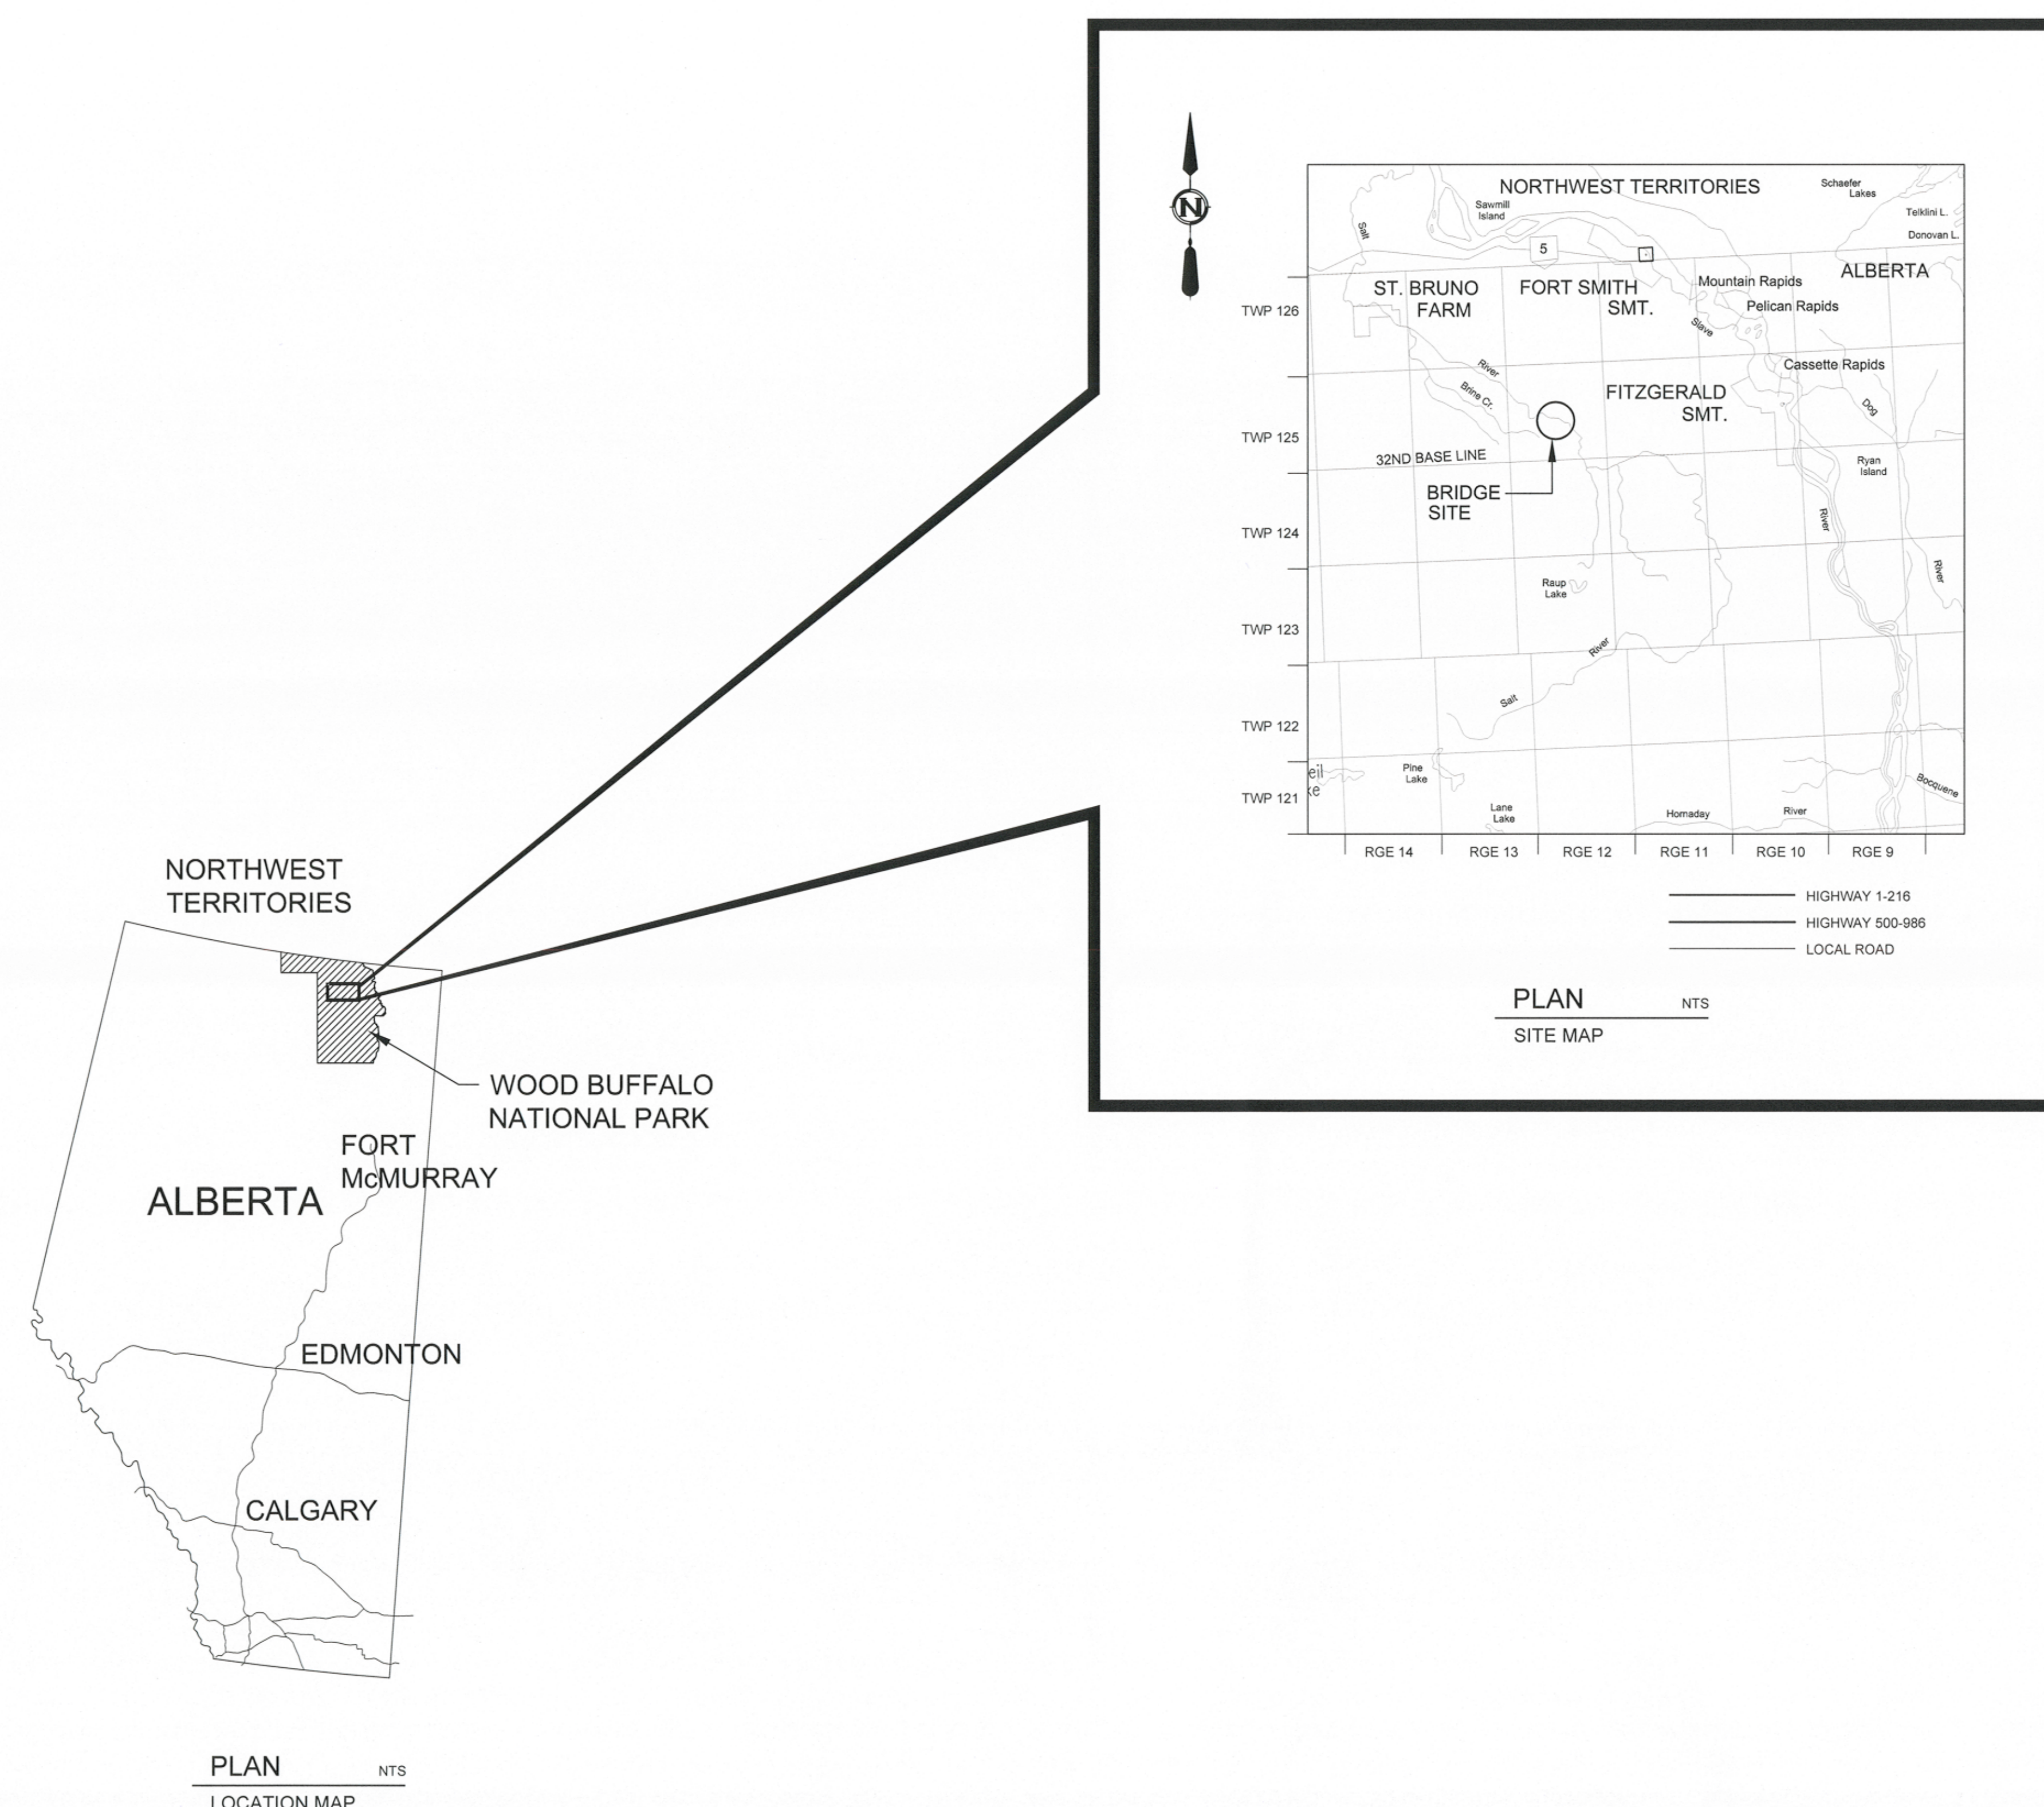 N
NORTHWEST TERRITORIES
Schaefer
Lakes
Sawmill
Island
Telklini L.
Salt
Donovan L.
5
ALBERTA
ST. BRUNO
FARM
FORT SMITH
SMT.
Mountain Rapids
Pelican Rapids
TWP 126
Slave
River
Cassette Rapids
Brine Cr.
FITZGERALD
SMT.
Dog
TWP 125
32ND BASE LINE
Ryan
Island
BRIDGE
SITE
River
TWP 124
River
Raup
Lake
TWP 123
River
Salt
TWP 122
eil
ke
Pine
Lake
Bocquene
TWP 121
Lane
Lake
Hornaday
River
RGE 14
RGE 13
RGE 12
RGE 11
RGE 10
RGE 9
HIGHWAY 1-216
HIGHWAY 500-986
LOCAL ROAD
PLAN NTS
SITE MAP
NORTHWEST
TERRITORIES
WOOD BUFFALO
NATIONAL PARK
FORT
McMURRAY
ALBERTA
EDMONTON
CALGARY
PLAN NTS
LOCATION MAP